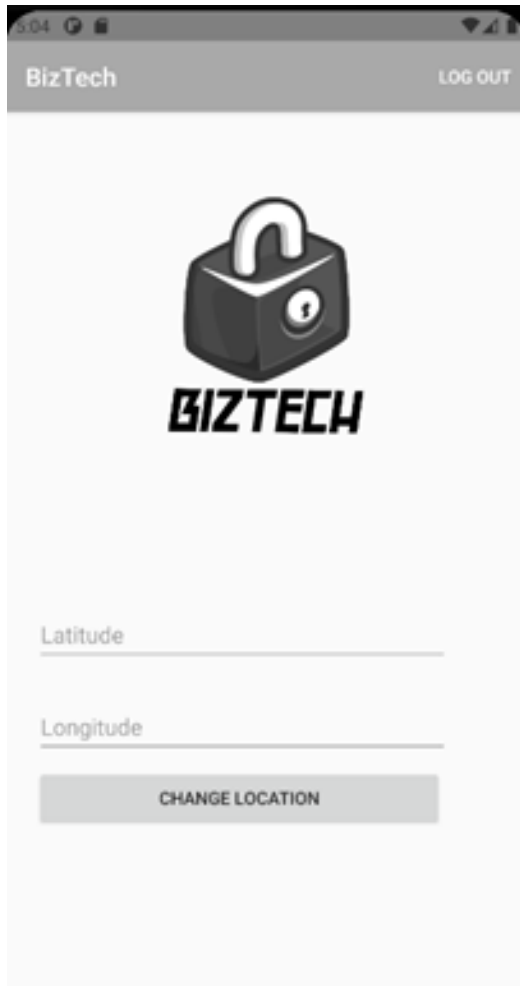 5:04
BizTech LOG OUT
BIZTECH
Latitude
Longitude
CHANGE LOCATION